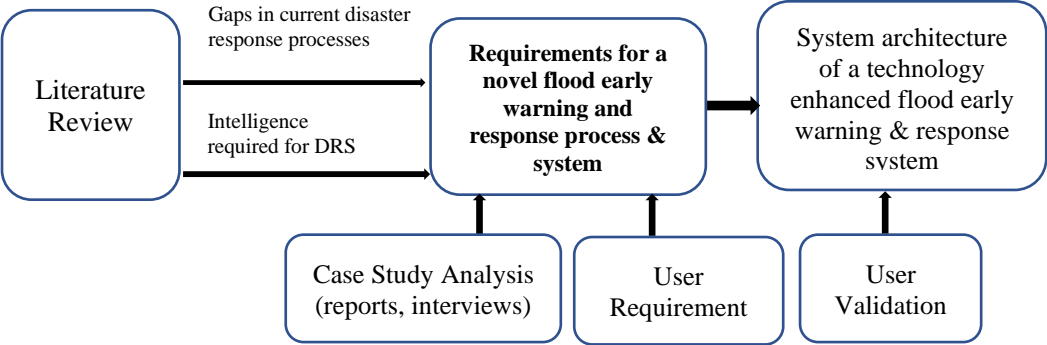 Literature
Review
Gaps in current disaster
response processes
Intelligence
required for DRS
Requirements for a
novel flood early
warning and
response process &
system
System architecture
of a technology
enhanced flood early
warning & response
system
Case Study Analysis
(reports, interviews)
User
Requirement
User
Validation